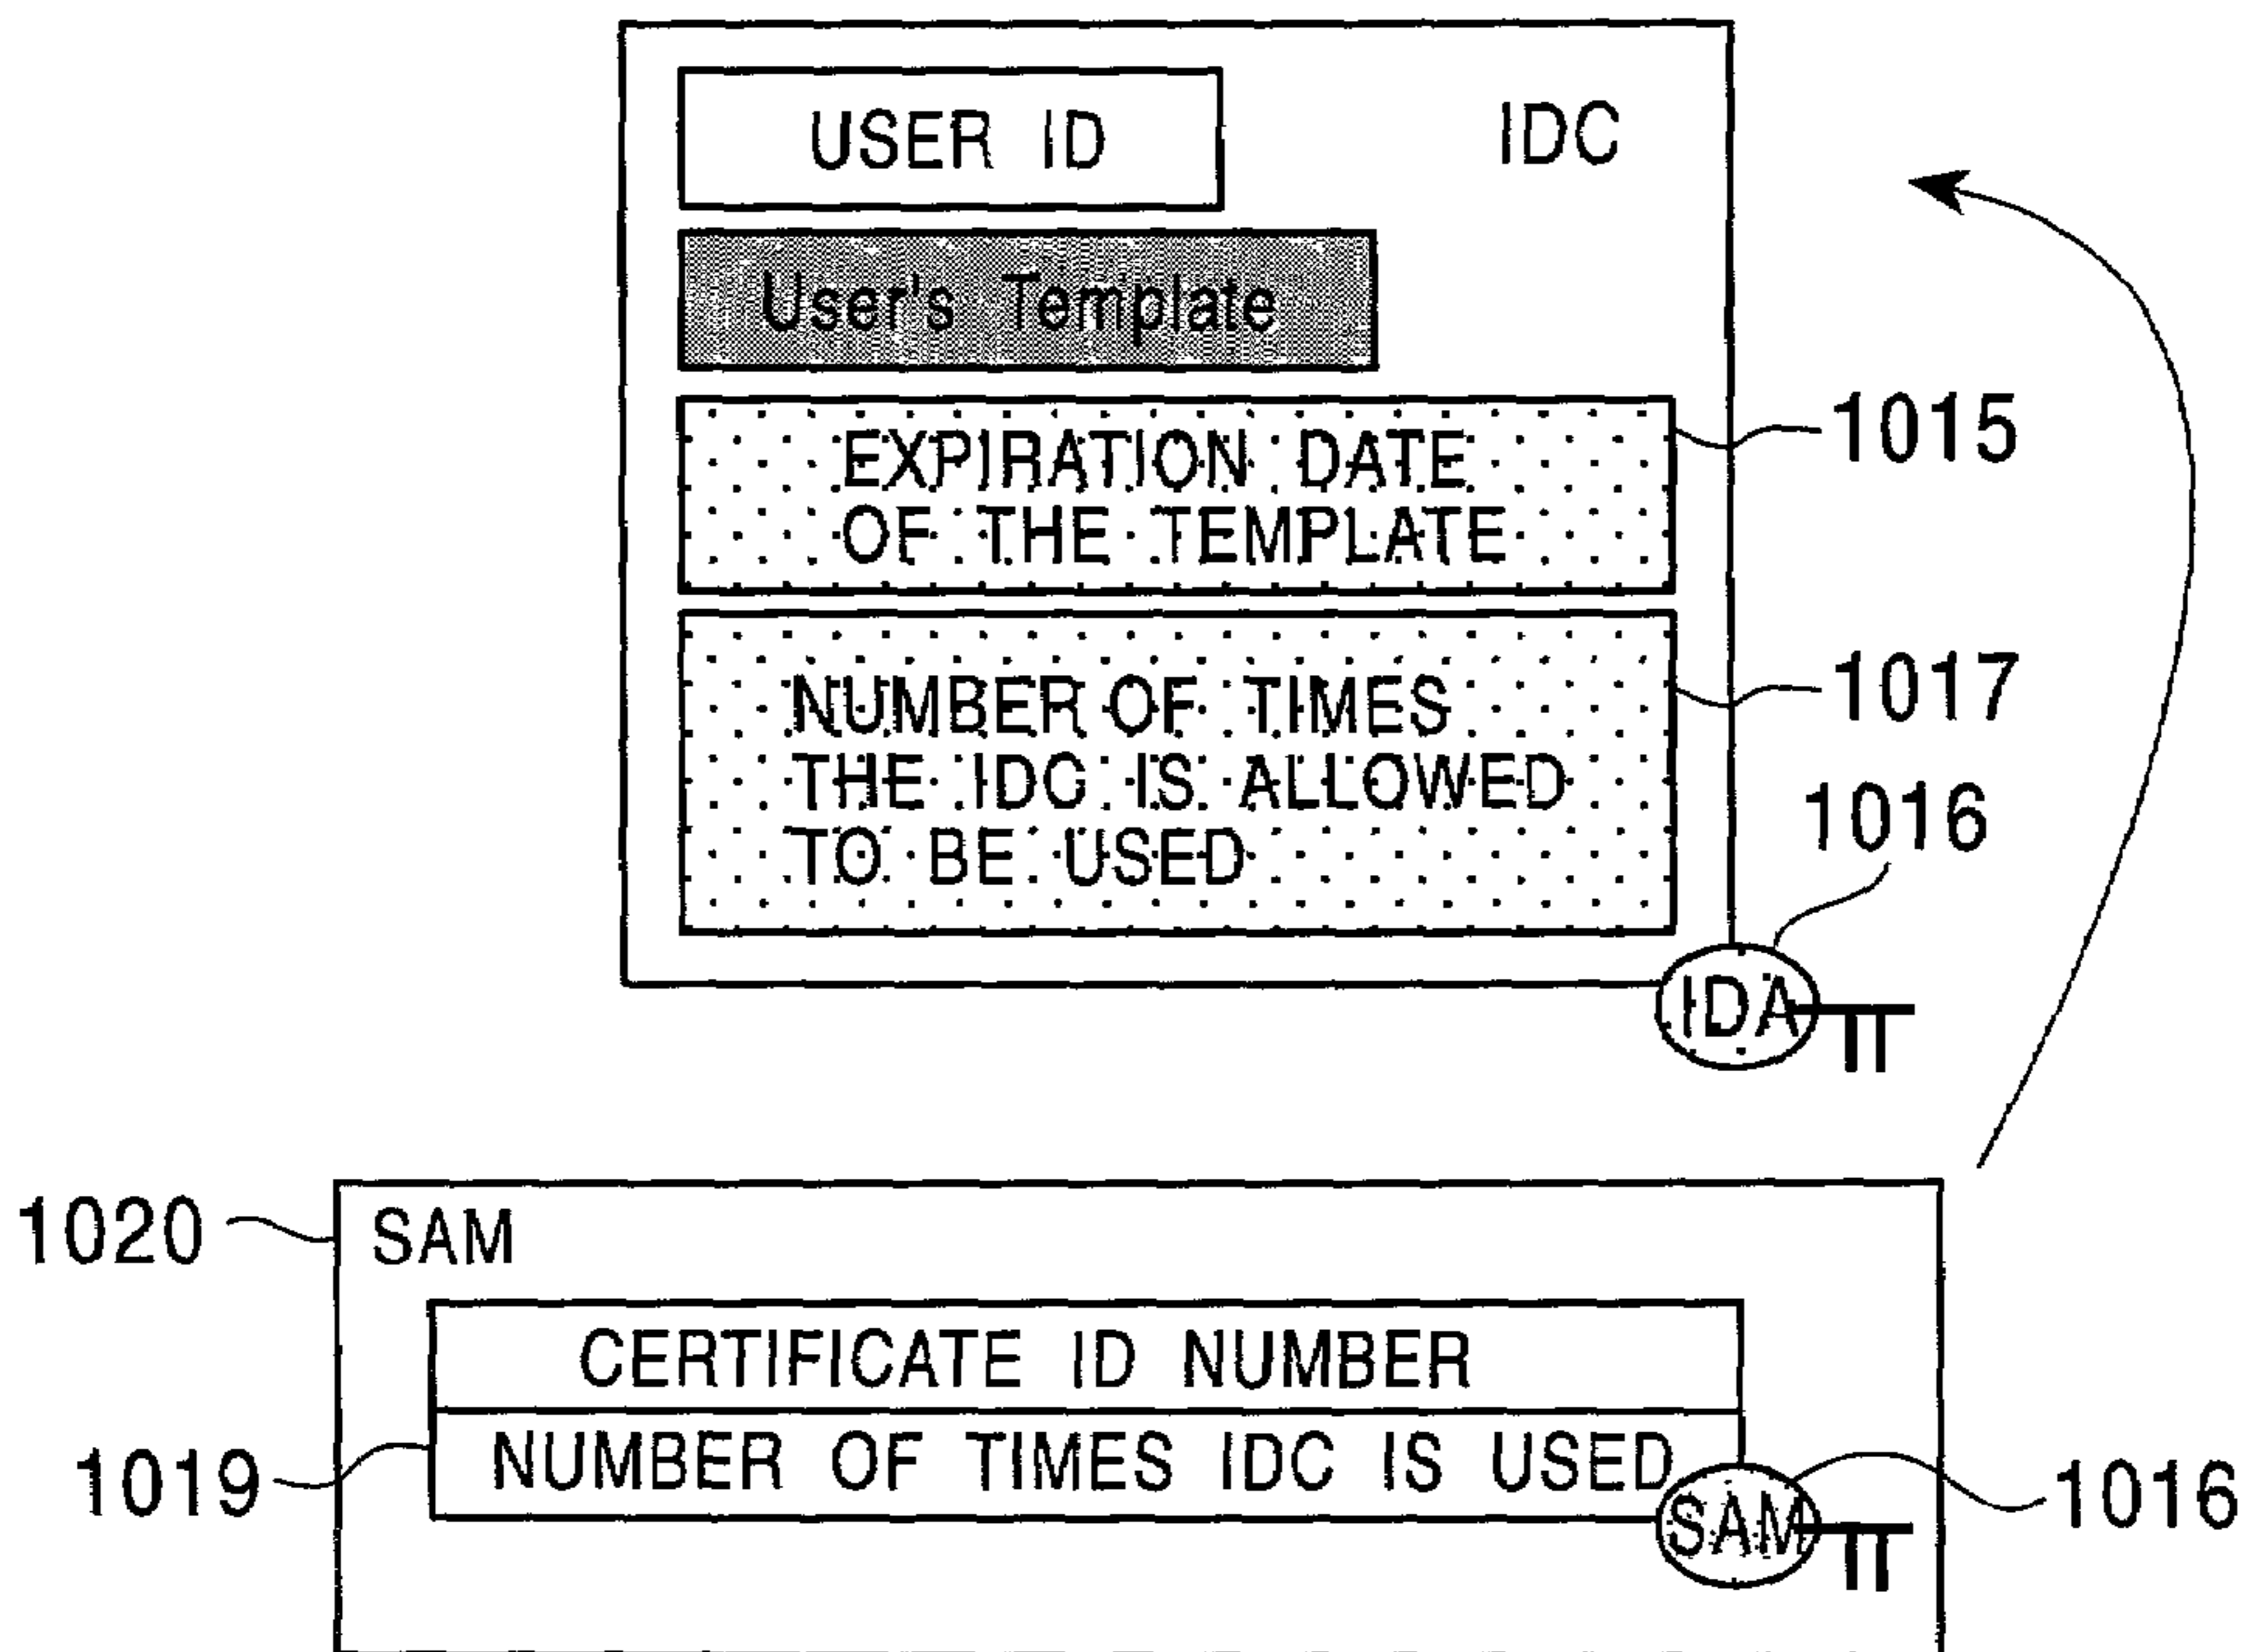 USER ID
IDC
User's Template
EXPIRATION DATE
OF THE TEMPLATE
1015
NUMBER OF TIMES
THE IDC IS ALLOWED
TO BE USED
1017
1016
IDA
1020
SAM
CERTIFICATE ID NUMBER
NUMBER OF TIMES IDC IS USED
1019
SAM
1016